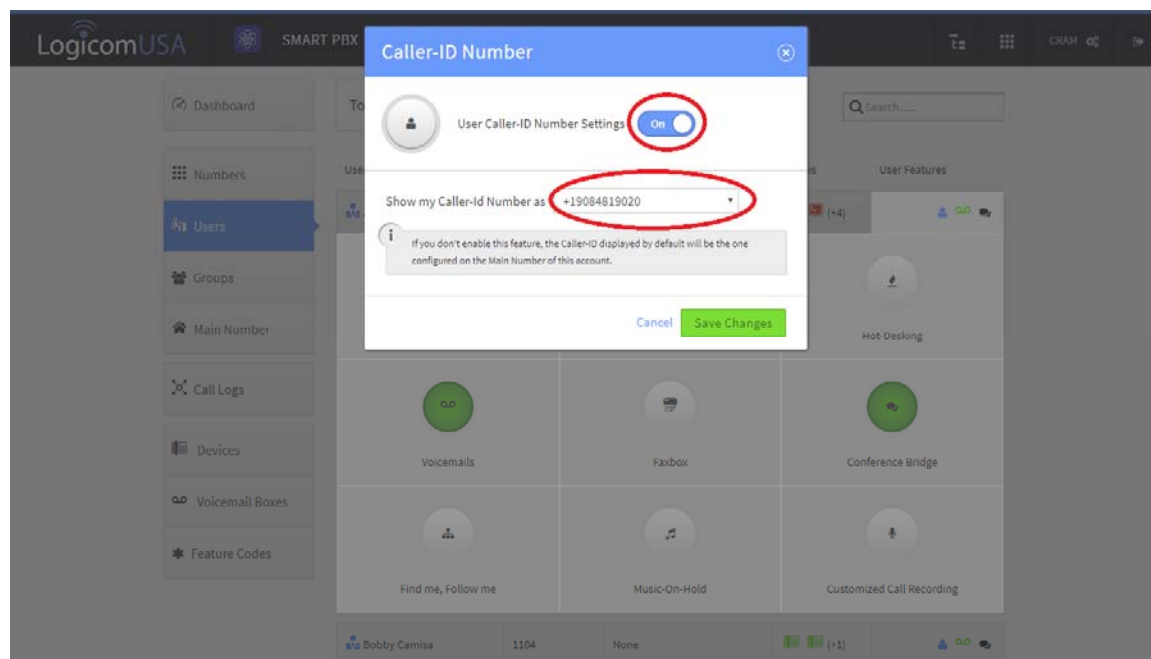 LogicomUSA
SMART PBX
CRAM
Caller-ID Number
User Caller-ID Number Settings On
Show my Caller-Id Number as +19084819020
i
If you don't enable this feature, the Caller-ID displayed by default will be the one
configured on the Main Number of this account.
Cancel Save Changes
Dashboard
Search......
Numbers
User Features
Users
(+4)
Groups
Main Number
Hot-Desking
Call Logs
Devices
Voicemails Faxbox Conference Bridge
Voicemail Boxes
Feature Codes
Find me, Follow me Music-On-Hold Customized Call Recording
Bobby Camisa 1104 None (+1)